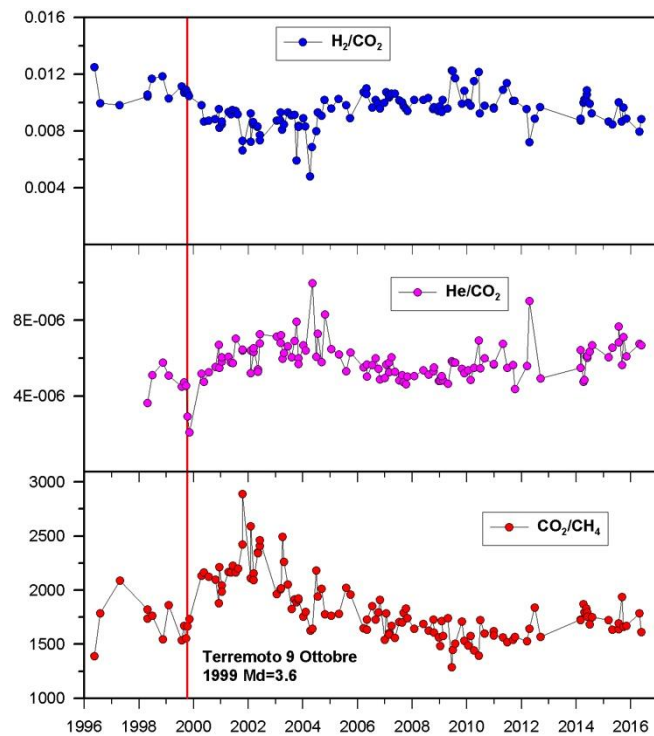 0.016
H₂/CO₂
0.012
0.008
0.004
He/CO₂
8E-006
4E-006
3000
CO₂/CH₄
2500
2000
1500
Terremoto 9 Ottobre
1999 Md=3.6
1000
1996 1998 2000 2002 2004 2006 2008 2010 2012 2014 2016